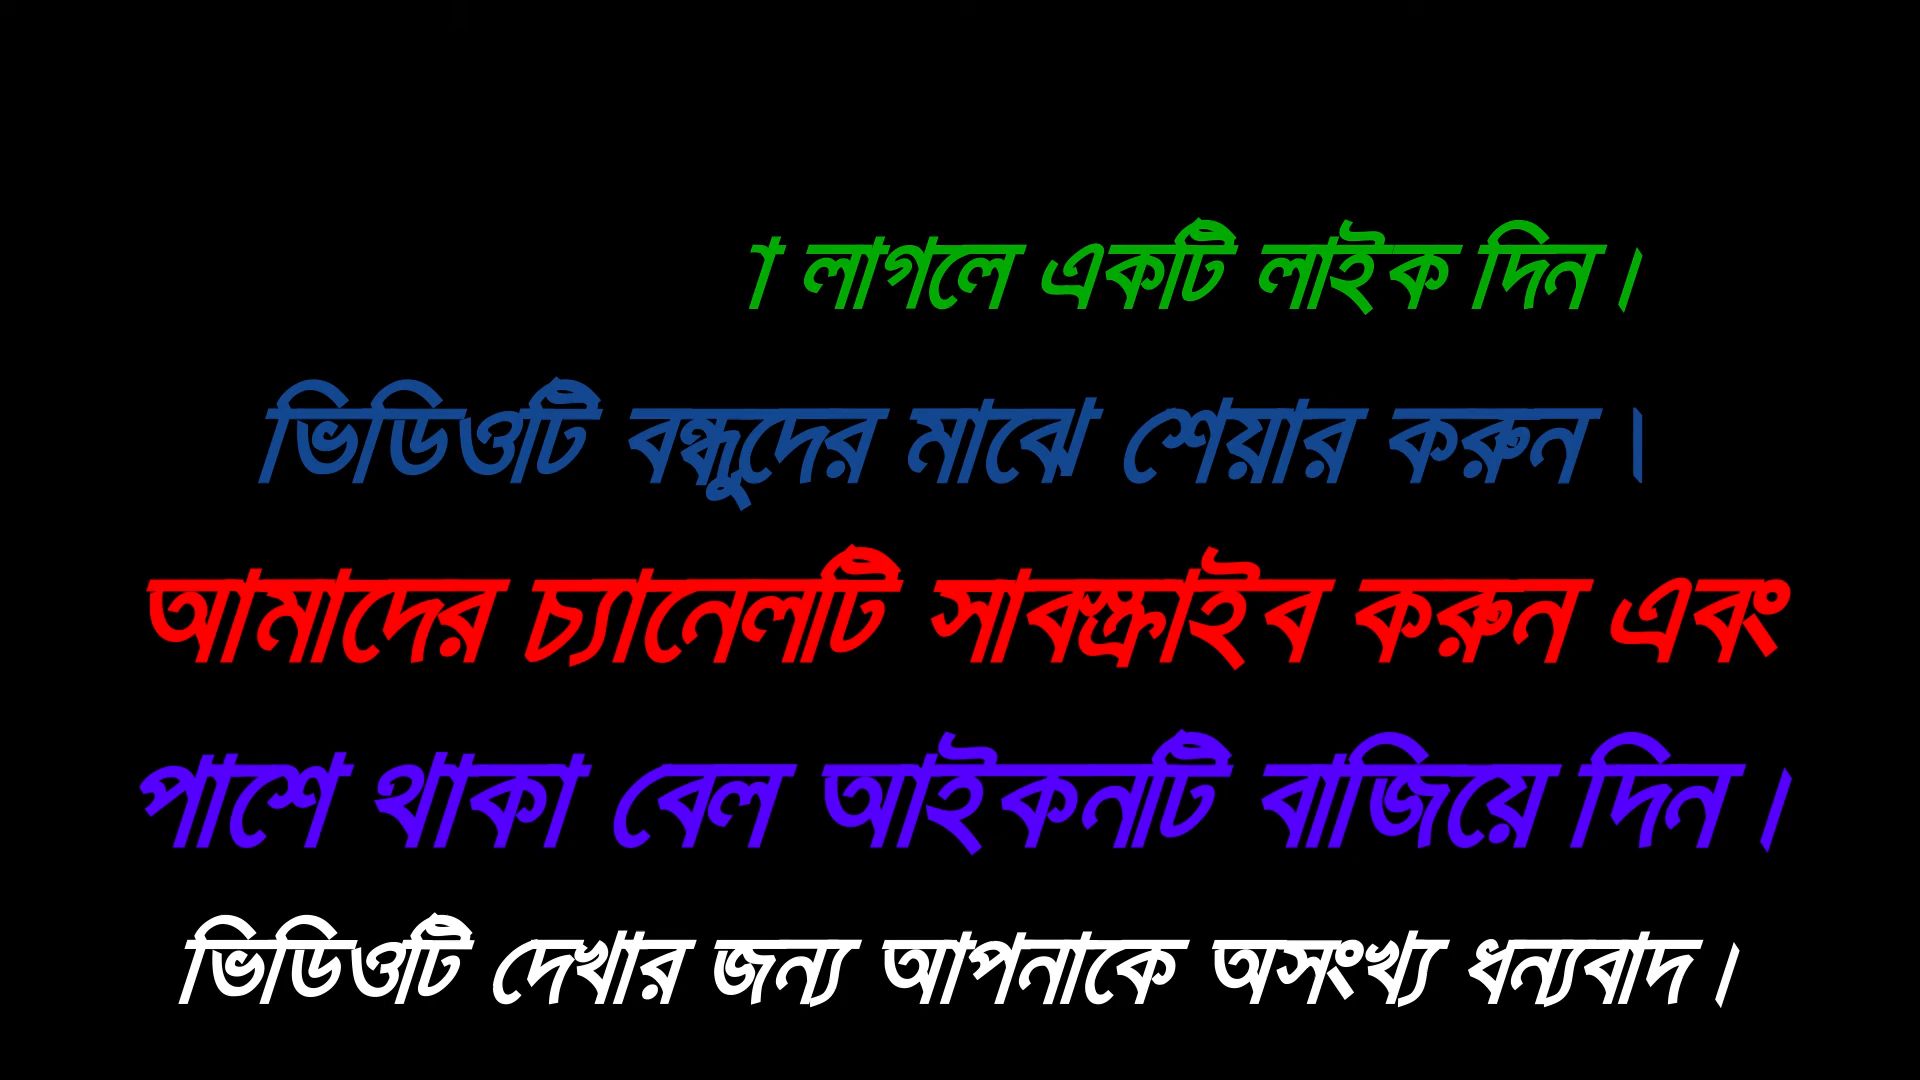 লাগলে একটি লাইক দিন।
ভিডিওটি বন্ধুদের মাঝে শেয়ার করুন।
আমাদের চ্যানেলটি সাবস্ক্রাইব করুন এবং
পাশে থাকা বেল আইকনটি বাজিয়ে দিন।
ভিডিওটি দেখার জন্য আপনাকে অসংখ্য ধন্যবাদ।